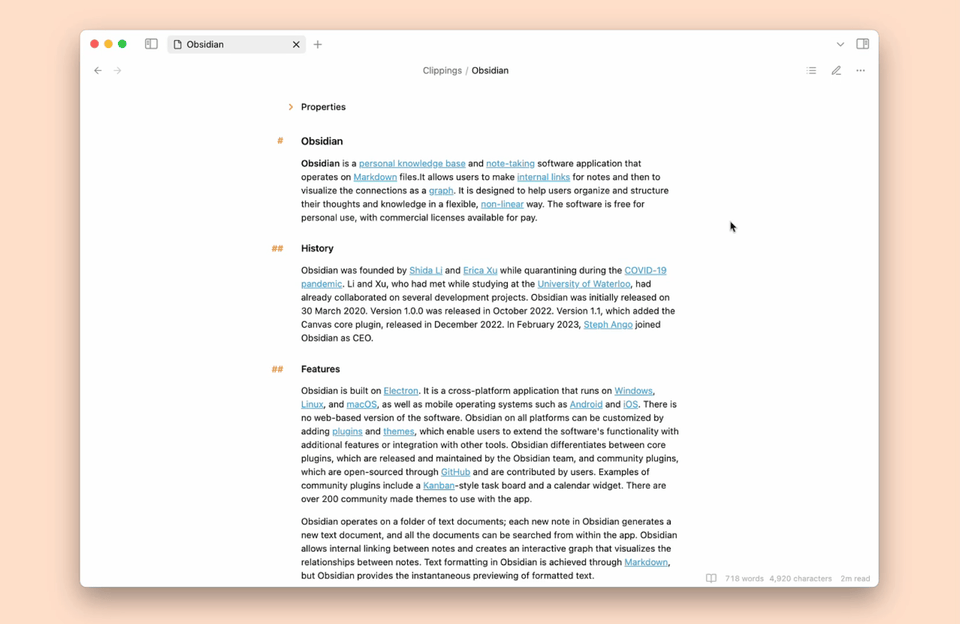 Obsidian
Clippings / Obsidian
Properties
# Obsidian
Obsidian is a personal knowledge base and note-taking software application that
operates on Markdown files.It allows users to make internal links for notes and then to
visualize the connections as a graph. It is designed to help users organize and structure
their thoughts and knowledge in a flexible, non-linear way. The software is free for
personal use, with commercial licenses available for pay.
## History
Obsidian was founded by Shida Li and Erica Xu while quarantining during the COVID-19
pandemic. Li and Xu, who had met while studying at the University of Waterloo, had
already collaborated on several development projects. Obsidian was initially released on
30 March 2020. Version 1.0.0 was released in October 2022. Version 1.1, which added the
Canvas core plugin, released in December 2022. In February 2023, Steph Ango joined
Obsidian as CEO.
## Features
Obsidian is built on Electron. It is a cross-platform application that runs on Windows,
Linux, and macOS, as well as mobile operating systems such as Android and iOS. There is
no web-based version of the software. Obsidian on all platforms can be customized by
adding plugins and themes, which enable users to extend the software's functionality with
additional features or integration with other tools. Obsidian differentiates between core
plugins, which are released and maintained by the Obsidian team, and community plugins,
which are open-sourced through GitHub and are contributed by users. Examples of
community plugins include a Kanban-style task board and a calendar widget. There are
over 200 community made themes to use with the app.
Obsidian operates on a folder of text documents; each new note in Obsidian generates a
new text document, and all the documents can be searched from within the app. Obsidian
allows internal linking between notes and creates an interactive graph that visualizes the
relationships between notes. Text formatting in Obsidian is achieved through Markdown,
but Obsidian provides the instantaneous previewing of formatted text.
718 words 4,920 characters 2m read